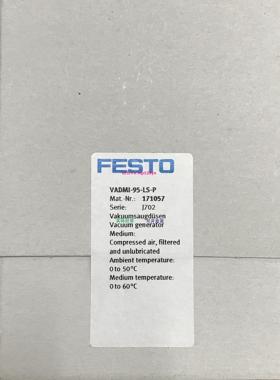 FESTO
VADMI-95-LS-P
Mat.-Nr.: 171057
Serie: J702
Vakuumsaugdüsen
Vacuum generator
Medium:
Compressed air, filtered
and unlubricated
Ambient temperature:
0 to 50°C
Medium temperature:
0 to 60°C